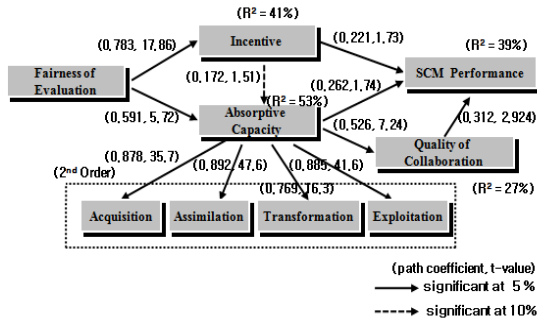 (R² = 41%)
(0.783, 17.86)
Incentive
(0.221,1.73)
(R² = 39%)
Fairness of
Evaluation
(0.172, 1.51)
(0.262,1.74)
SCM Performance
(R² = 53%)
(0.591, 5.72)
Absorptive
Capacity
(0.526, 7.24)
(0.312, 2,924)
Quality of
Collaboration
(0.878, 35.7)
(0.892, 47.6)
(0.885, 41.6)
(2nd Order)
(0.769, 16.3)
(R² = 27%)
Acquisition
Assimilation
Transformation
Exploitation
(path coefficient, t-value)
significant at 5%
significant at 10%